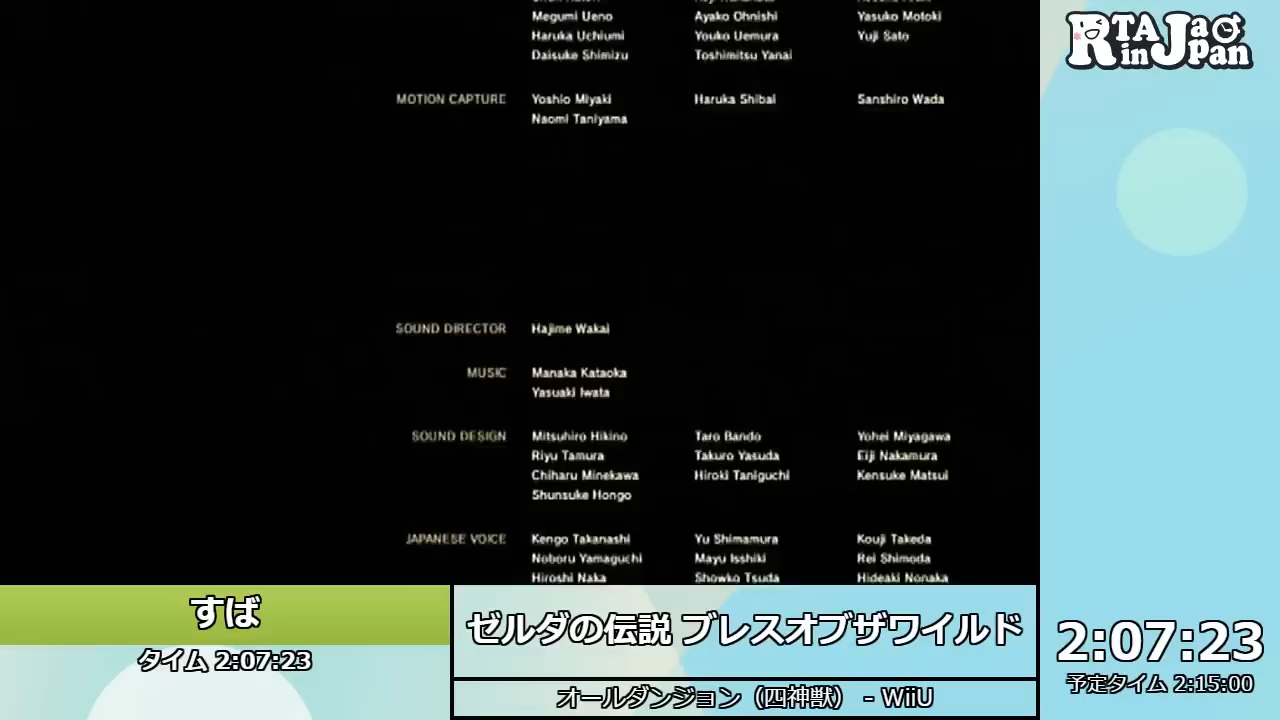 Megumi Ueno Ayako Ohnishi Yasuko Motoki
Haruka Uchiumi Youko Uemura Yuji Sato
Daisuke Shimizu Toshimitsu Yanai
MOTION CAPTURE Yoshio Miyaki Haruka Shibai Sanshiro Wada
Naomi Taniyama
SOUND DIRECTOR Hajime Wakai
MUSIC Manaka Kataoka
Yasuaki Iwata
SOUND DESIGN Mitsuhiro Hikino Taro Bando Yohei Miyagawa
Riyu Tamura Takuro Yasuda Eiji Nakamura
Chiharu Minekawa Hiroki Taniguchi Kensuke Matsui
Shunsuke Hongo
JAPANESE VOICE Kengo Takanashi Yu Shimamura Kouji Takeda
Noboru Yamaguchi Mayu Isshiki Rei Shimoda
Hiroshi Naka Showko Tsuda Hideaki Nonaka
RTA in Japan
すば
タイム 2:07:23
ゼルダの伝説 ブレスオブザワイルド
オールダンジョン（四神獣） - WiiU
2:07:23
予定タイム 2:15:00